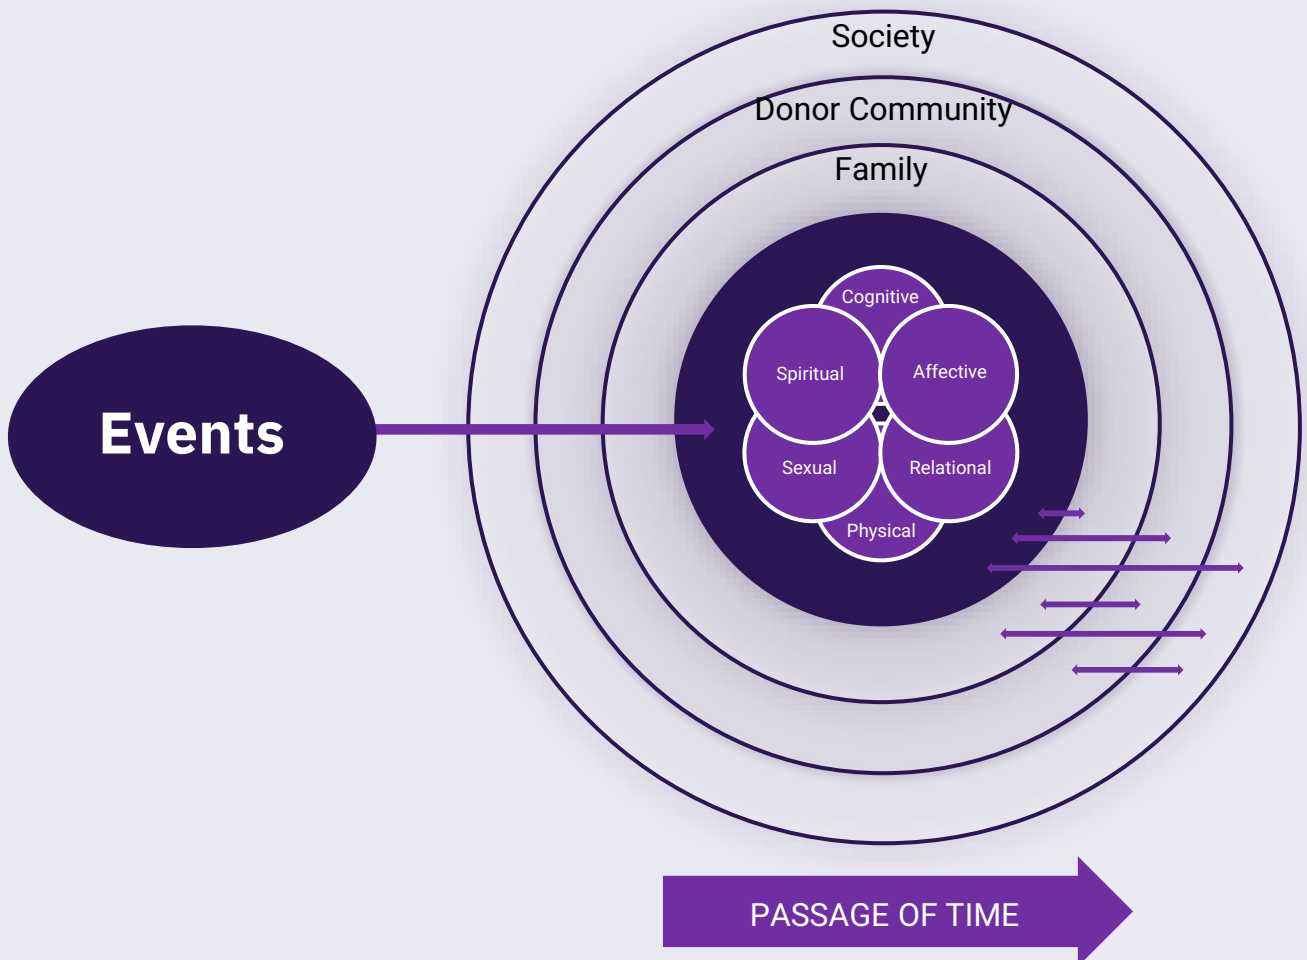 Society
Donor Community
Family
Cognitive
Spiritual
Affective
Events
Sexual
Relational
Physical
PASSAGE OF TIME